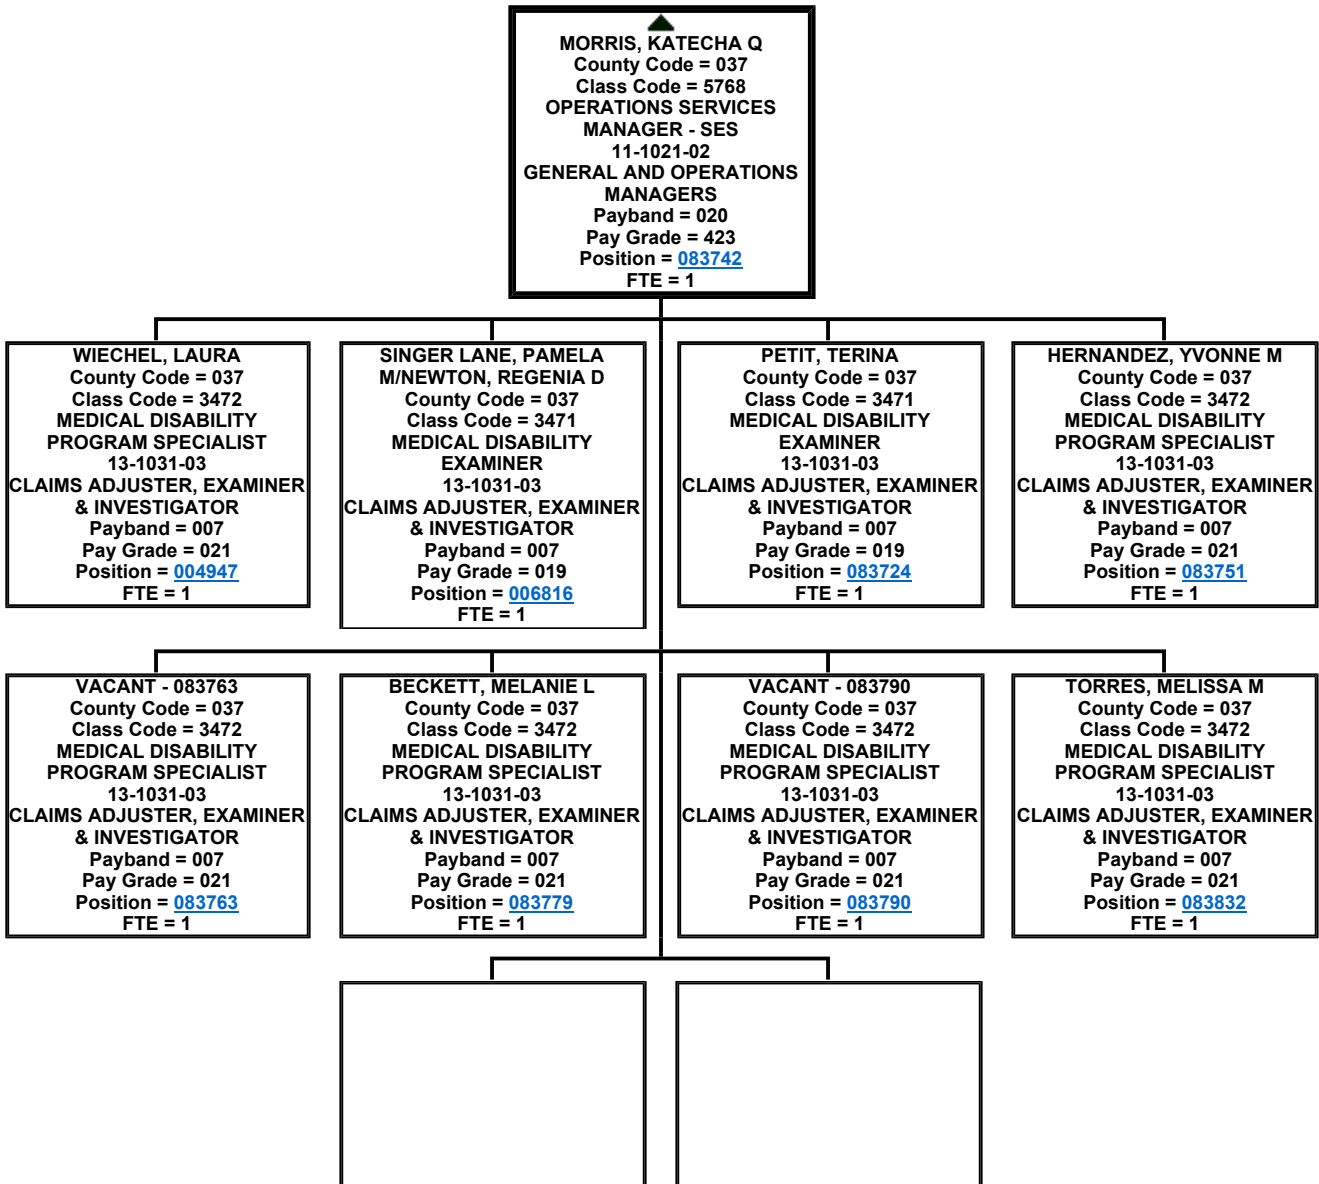 MORRIS, KATECHA Q
County Code = 037
Class Code = 5768
OPERATIONS SERVICES
MANAGER - SES
11-1021-02
GENERAL AND OPERATIONS
MANAGERS
Payband = 020
Pay Grade = 423
Position = 083742
FTE = 1
WIECHEL, LAURA
County Code = 037
Class Code = 3472
MEDICAL DISABILITY
PROGRAM SPECIALIST
13-1031-03
CLAIMS ADJUSTER, EXAMINER
& INVESTIGATOR
Payband = 007
Pay Grade = 021
Position = 004947
FTE = 1
SINGER LANE, PAMELA
M/NEWTON, REGENIA D
County Code = 037
Class Code = 3471
MEDICAL DISABILITY
EXAMINER
13-1031-03
CLAIMS ADJUSTER, EXAMINER
& INVESTIGATOR
Payband = 007
Pay Grade = 019
Position = 006816
FTE = 1
PETIT, TERINA
County Code = 037
Class Code = 3471
MEDICAL DISABILITY
EXAMINER
13-1031-03
CLAIMS ADJUSTER, EXAMINER
& INVESTIGATOR
Payband = 007
Pay Grade = 019
Position = 083724
FTE = 1
HERNANDEZ, YVONNE M
County Code = 037
Class Code = 3472
MEDICAL DISABILITY
PROGRAM SPECIALIST
13-1031-03
CLAIMS ADJUSTER, EXAMINER
& INVESTIGATOR
Payband = 007
Pay Grade = 021
Position = 083751
FTE = 1
VACANT - 083763
County Code = 037
Class Code = 3472
MEDICAL DISABILITY
PROGRAM SPECIALIST
13-1031-03
CLAIMS ADJUSTER, EXAMINER
& INVESTIGATOR
Payband = 007
Pay Grade = 021
Position = 083763
FTE = 1
BECKETT, MELANIE L
County Code = 037
Class Code = 3472
MEDICAL DISABILITY
PROGRAM SPECIALIST
13-1031-03
CLAIMS ADJUSTER, EXAMINER
& INVESTIGATOR
Payband = 007
Pay Grade = 021
Position = 083779
FTE = 1
VACANT - 083790
County Code = 037
Class Code = 3472
MEDICAL DISABILITY
PROGRAM SPECIALIST
13-1031-03
CLAIMS ADJUSTER, EXAMINER
& INVESTIGATOR
Payband = 007
Pay Grade = 021
Position = 083790
FTE = 1
TORRES, MELISSA M
County Code = 037
Class Code = 3472
MEDICAL DISABILITY
PROGRAM SPECIALIST
13-1031-03
CLAIMS ADJUSTER, EXAMINER
& INVESTIGATOR
Payband = 007
Pay Grade = 021
Position = 083832
FTE = 1